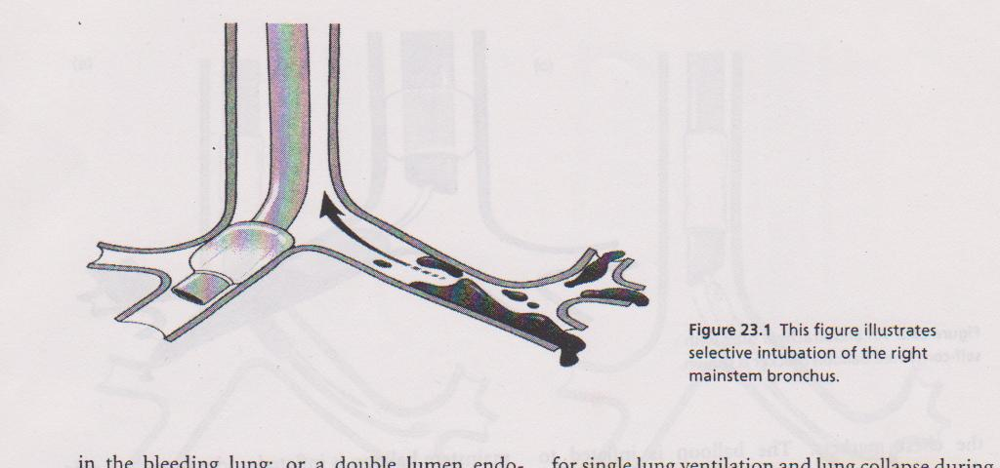 Figure 23.1 This figure illustrates
selective intubation of the right
mainstem bronchus.
in the bleeding lung; or a double lumen endo-
for single lung ventilation and lung collapse during